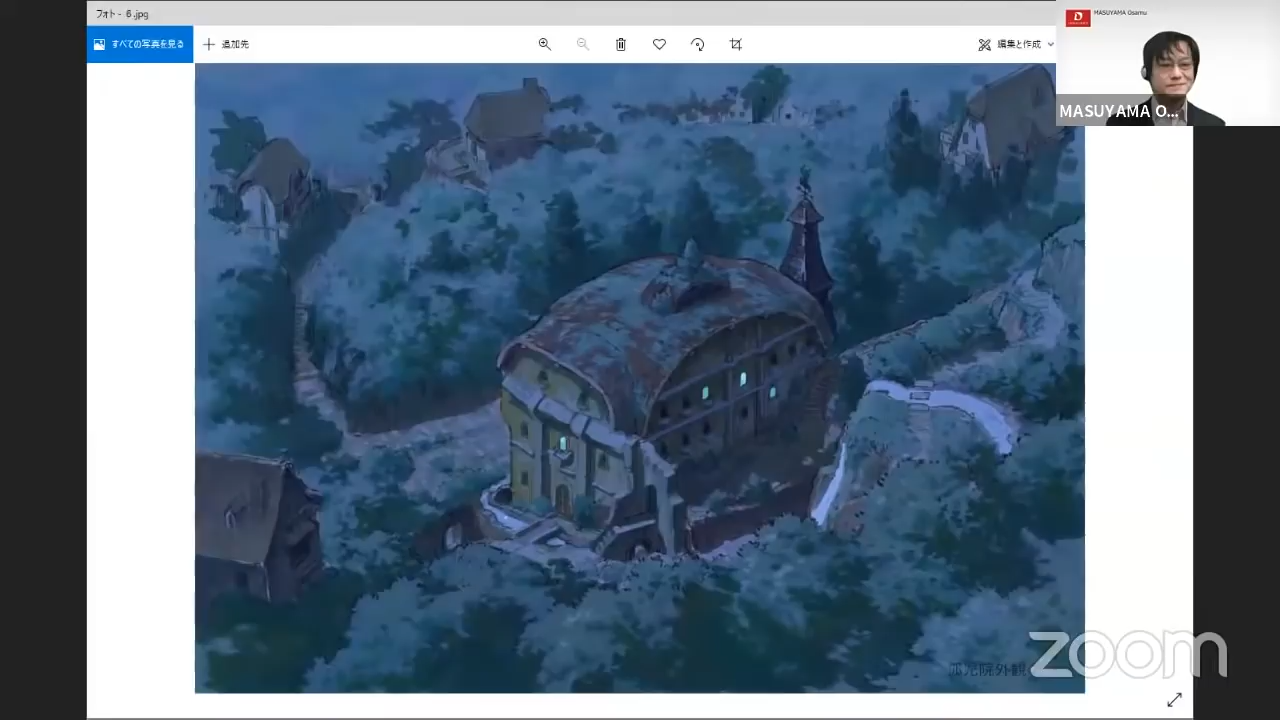 フォト - 6.jpg
すべての写真を見る
追加先
編集と作成
MASUYAMA Osamu
MASUYAMA O...
孤児院外観
zoom